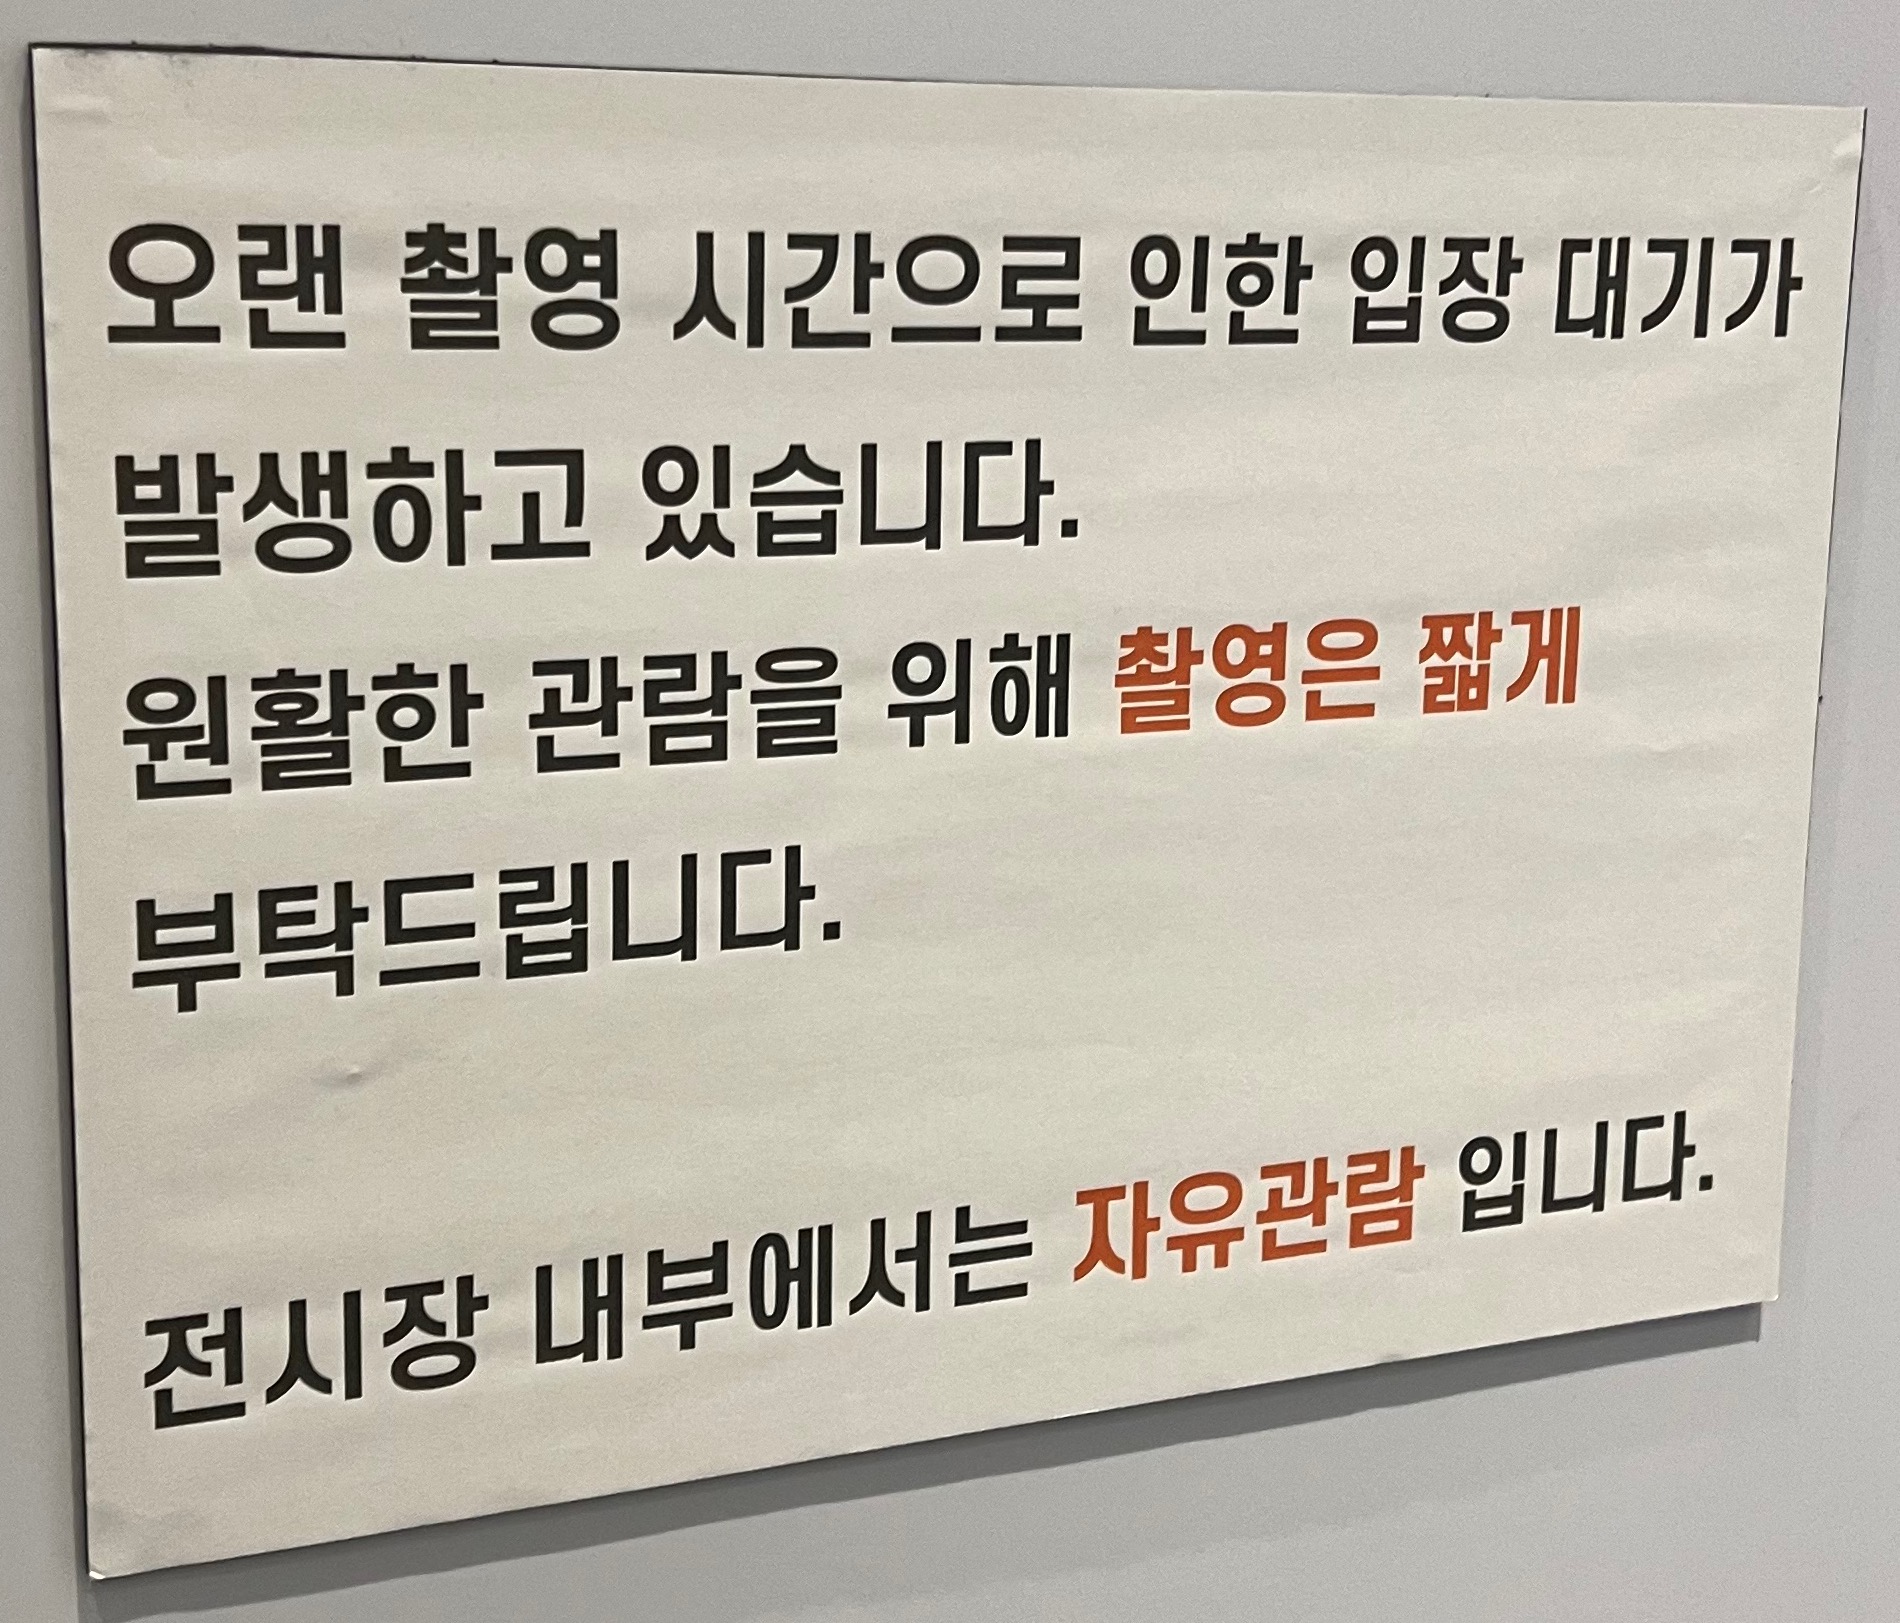 오랜 촬영 시간으로 인한 입장 대기가
발생하고 있습니다.
원활한 관람을 위해 촬영은 짧게
부탁드립니다.
전시장 내부에서는 자유관람 입니다.